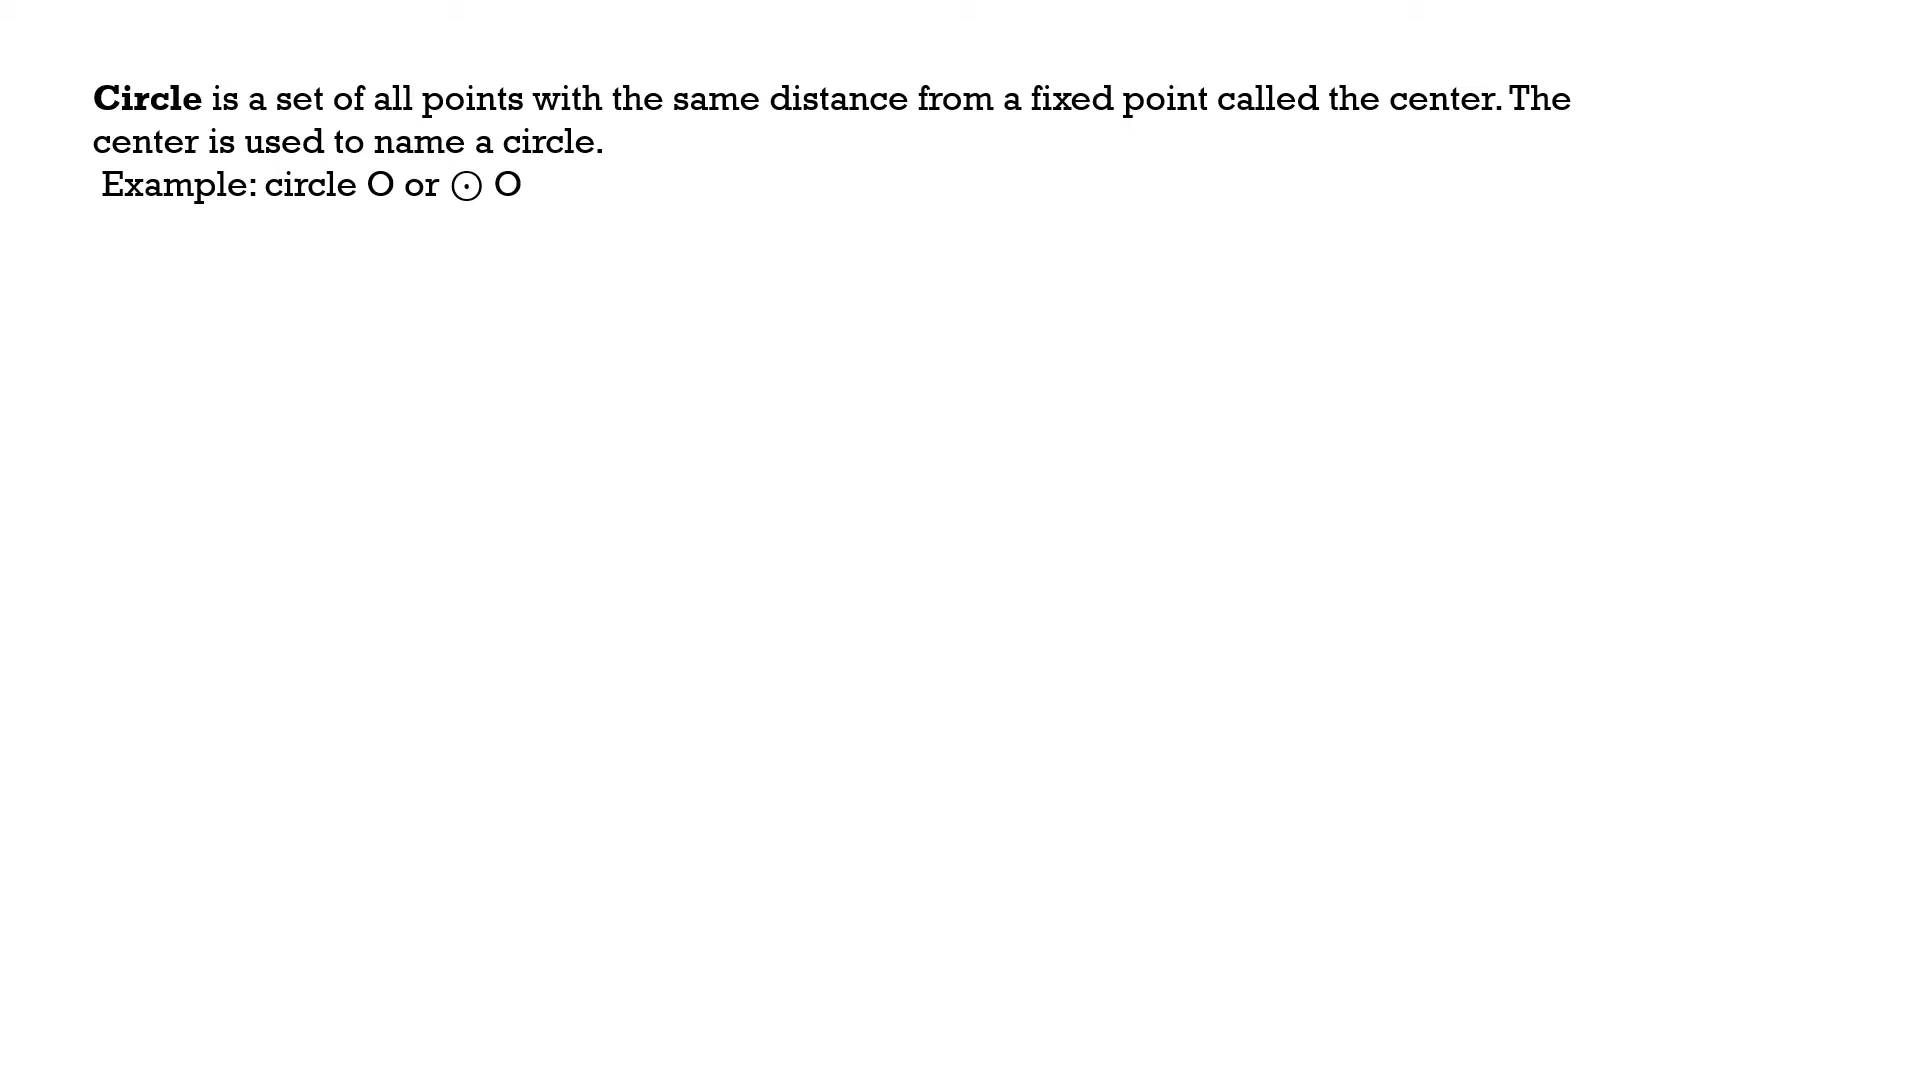 Circle is a set of all points with the same distance from a fixed point called the center. The
center is used to name a circle.
Example: circle O or ⊙ O